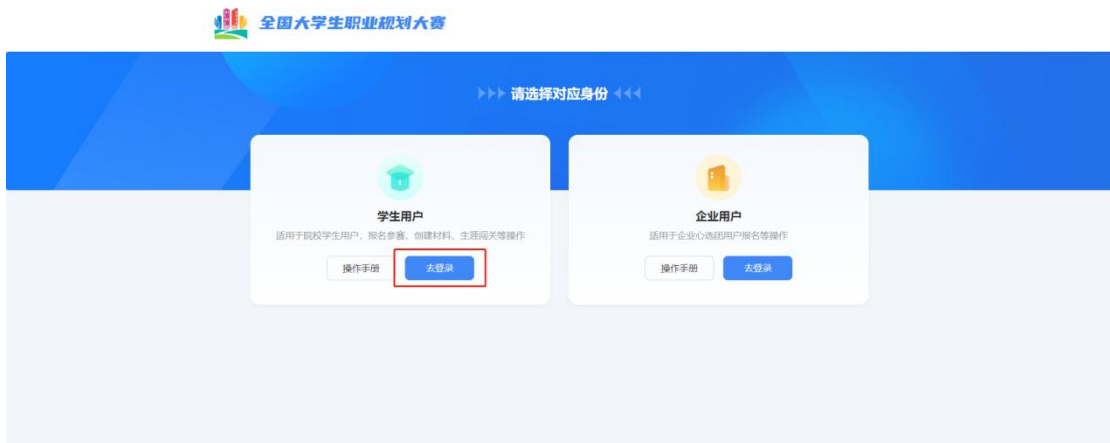 全国大学生职业规划大赛
请选择对应身份
学生用户
适用于院校学生用户，报名参赛、创建材料、生涯闯关等操作
操作手册
去登录
企业用户
适用于企业心选团用户报名等操作
操作手册
去登录